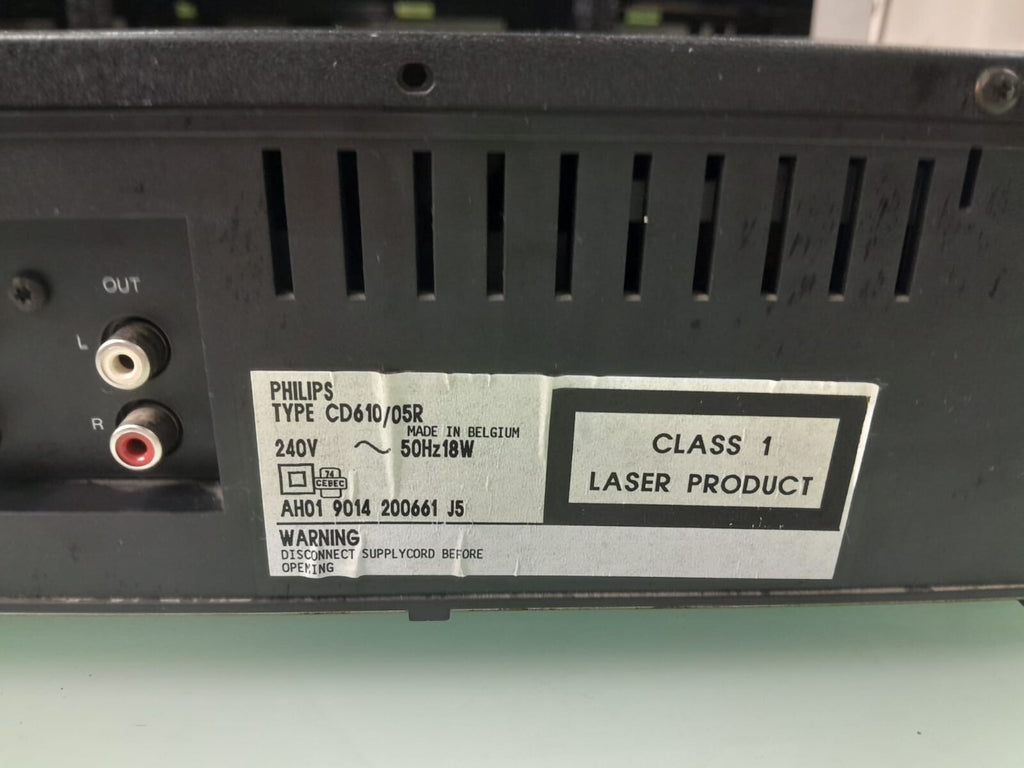 OUT
L
R
PHILIPS
TYPE CD610/05R
MADE IN BELGIUM
240V ~ 50Hz18W
74
CEBEC
AH01 9014 200661 J5
WARNING
DISCONNECT SUPPLYCORD BEFORE
OPENING
CLASS 1
LASER PRODUCT